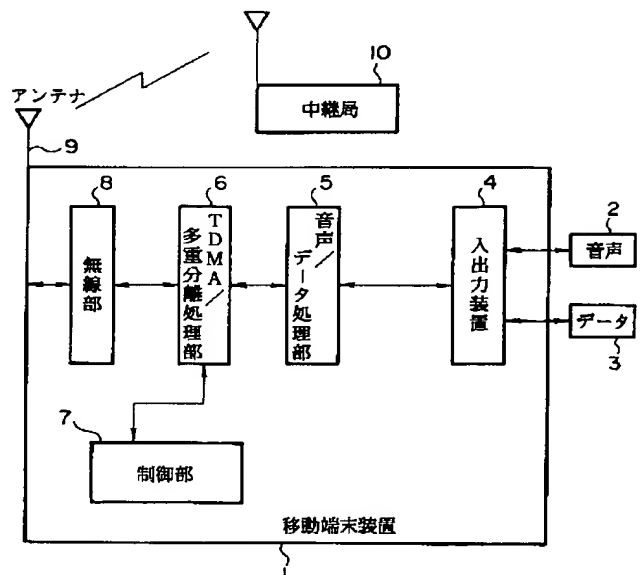 10
アンテナ
中継局
9
8
6
5
4
無線部
TDMA/
多重分離処理部
音声/
データ処理部
入出力装置
2
音声
データ
3
7
制御部
移動端末装置
1